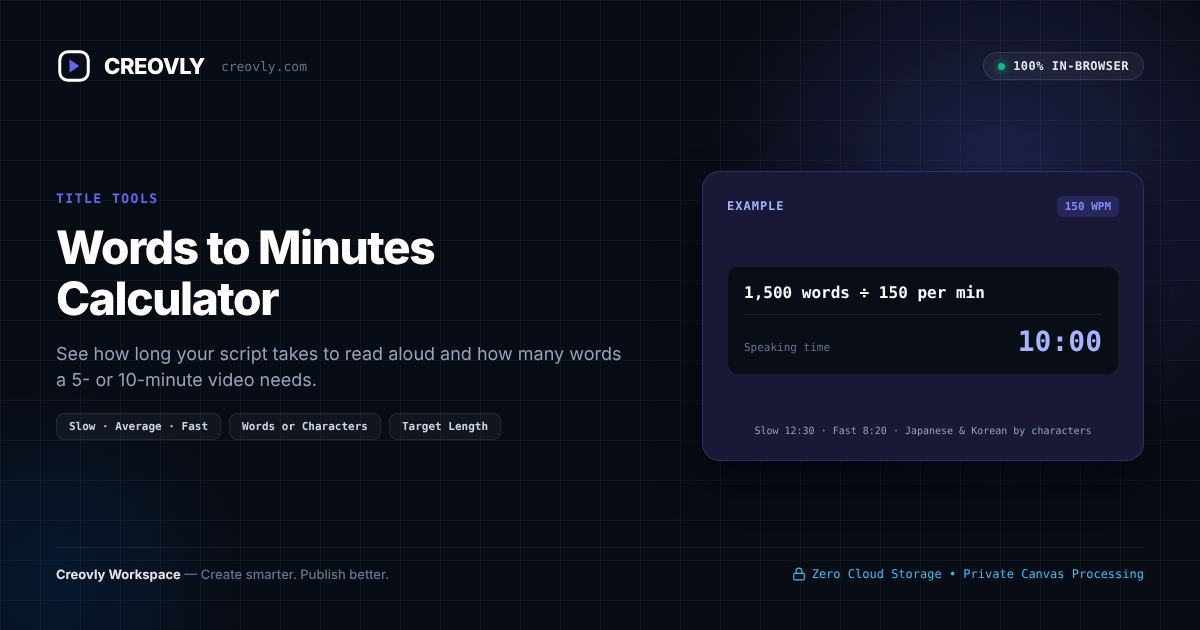 CREOVLY creovly.com
100% IN-BROWSER
TITLE TOOLS
Words to Minutes
Calculator
See how long your script takes to read aloud and how many words
a 5- or 10-minute video needs.
Slow · Average · Fast
Words or Characters
Target Length
EXAMPLE
150 WPM
1,500 words ÷ 150 per min
Speaking time
10:00
Slow 12:30 · Fast 8:20 · Japanese & Korean by characters
Creovly Workspace — Create smarter. Publish better.
Zero Cloud Storage • Private Canvas Processing